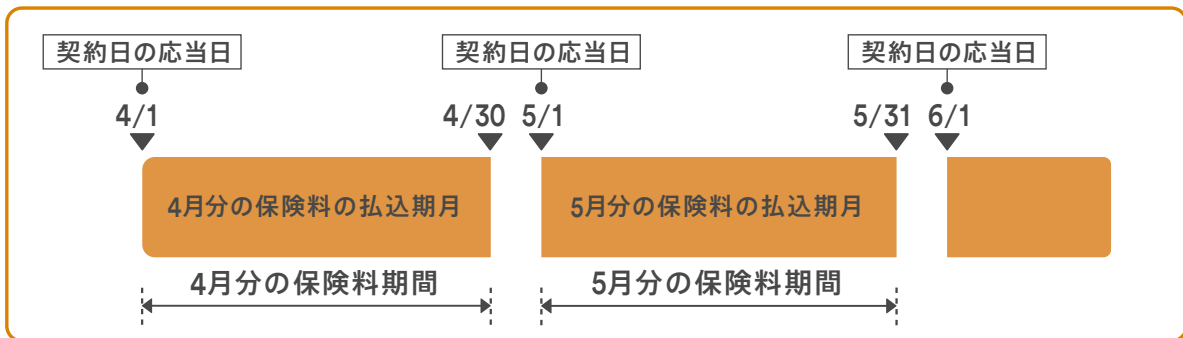 契約日の応当日
契約日の応当日
契約日の応当日
4/1
4/30
5/1
5/31
6/1
4月分の保険料の払込期月
5月分の保険料の払込期月
4月分の保険料期間
5月分の保険料期間